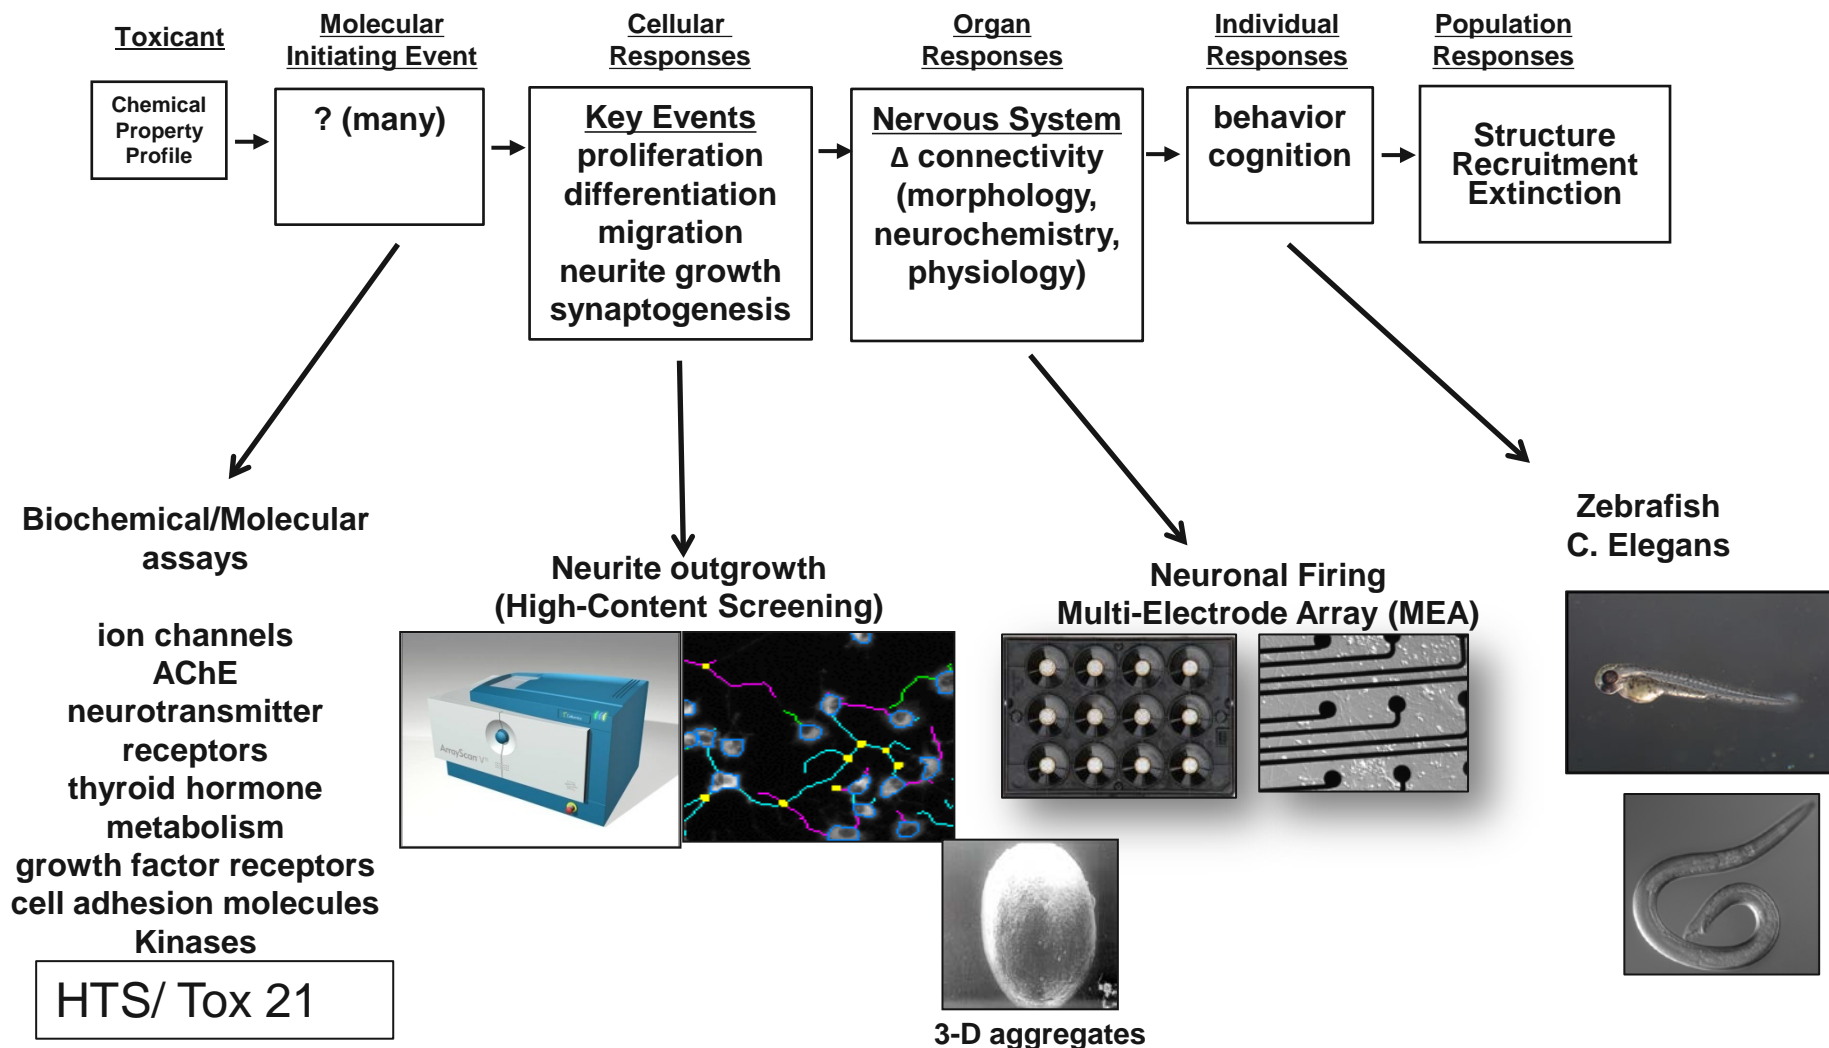 Toxicant
Molecular
Initiating Event
Cellular
Responses
Organ
Responses
Individual
Responses
Population
Responses
Chemical
Property
Profile
? (many)
Key Events
proliferation
differentiation
migration
neurite growth
synaptogenesis
Nervous System
Δ connectivity
(morphology,
neurochemistry,
physiology)
behavior
cognition
Structure
Recruitment
Extinction
Biochemical/Molecular
assays
ion channels
AChE
neurotransmitter
receptors
thyroid hormone
metabolism
growth factor receptors
cell adhesion molecules
Kinases
HTS/ Tox 21
Neurite outgrowth
(High-Content Screening)
ArrayScan
Neuronal Firing
Multi-Electrode Array (MEA)
3-D aggregates
Zebrafish
C. Elegans